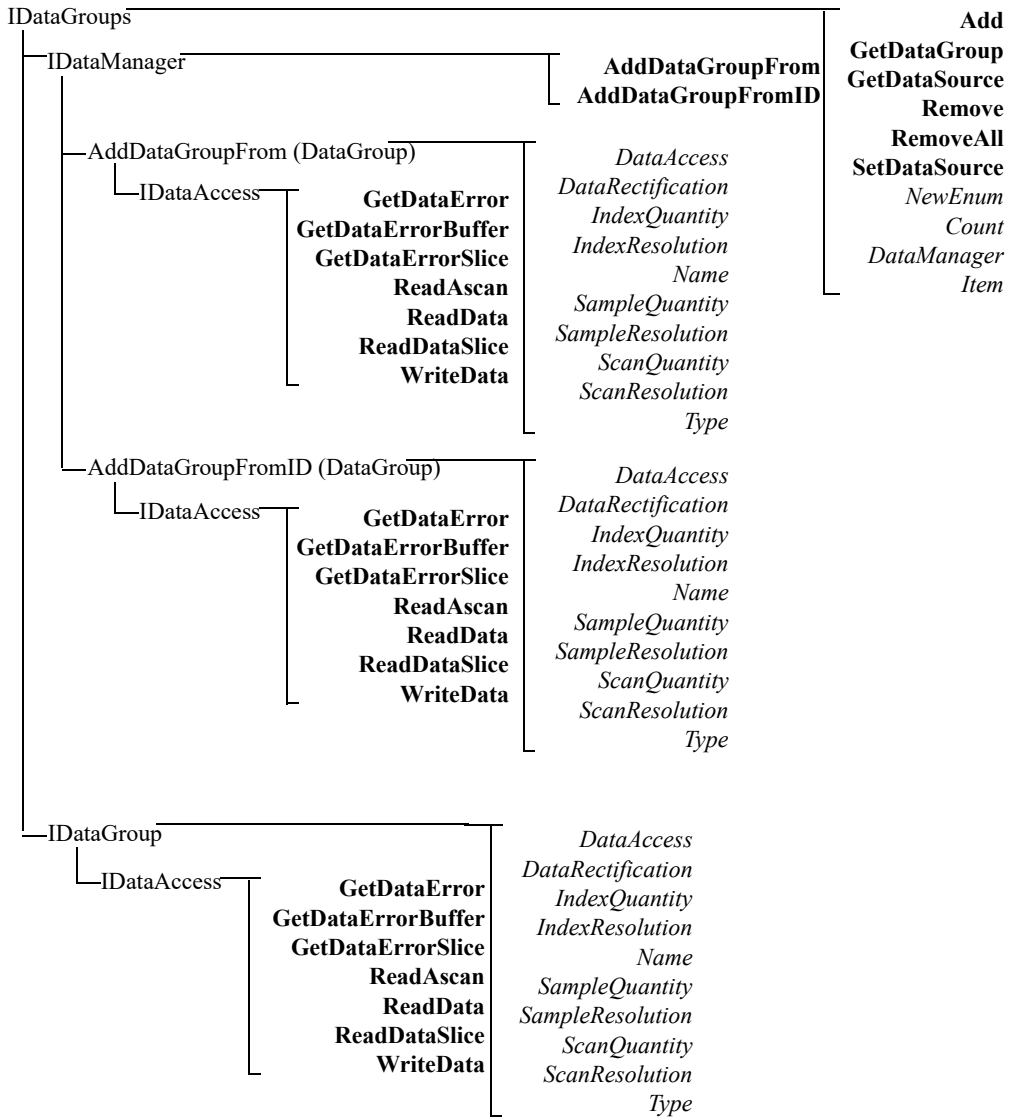 IDataGroups
Add
GetDataGroup
GetDataSource
Remove
RemoveAll
SetDataSource
NewEnum
Count
DataManager
Item
IDataManager
AddDataGroupFrom
AddDataGroupFromID
AddDataGroupFrom (DataGroup)
DataAccess
DataRectification
IndexQuantity
IndexResolution
Name
SampleQuantity
SampleResolution
ScanQuantity
ScanResolution
Type
IDataAccess
GetDataError
GetDataErrorBuffer
GetDataErrorSlice
ReadAscan
ReadData
ReadDataSlice
WriteData
AddDataGroupFromID (DataGroup)
DataAccess
DataRectification
IndexQuantity
IndexResolution
Name
SampleQuantity
SampleResolution
ScanQuantity
ScanResolution
Type
IDataAccess
GetDataError
GetDataErrorBuffer
GetDataErrorSlice
ReadAscan
ReadData
ReadDataSlice
WriteData
IDataGroup
DataAccess
DataRectification
IndexQuantity
IndexResolution
Name
SampleQuantity
SampleResolution
ScanQuantity
ScanResolution
Type
IDataAccess
GetDataError
GetDataErrorBuffer
GetDataErrorSlice
ReadAscan
ReadData
ReadDataSlice
WriteData